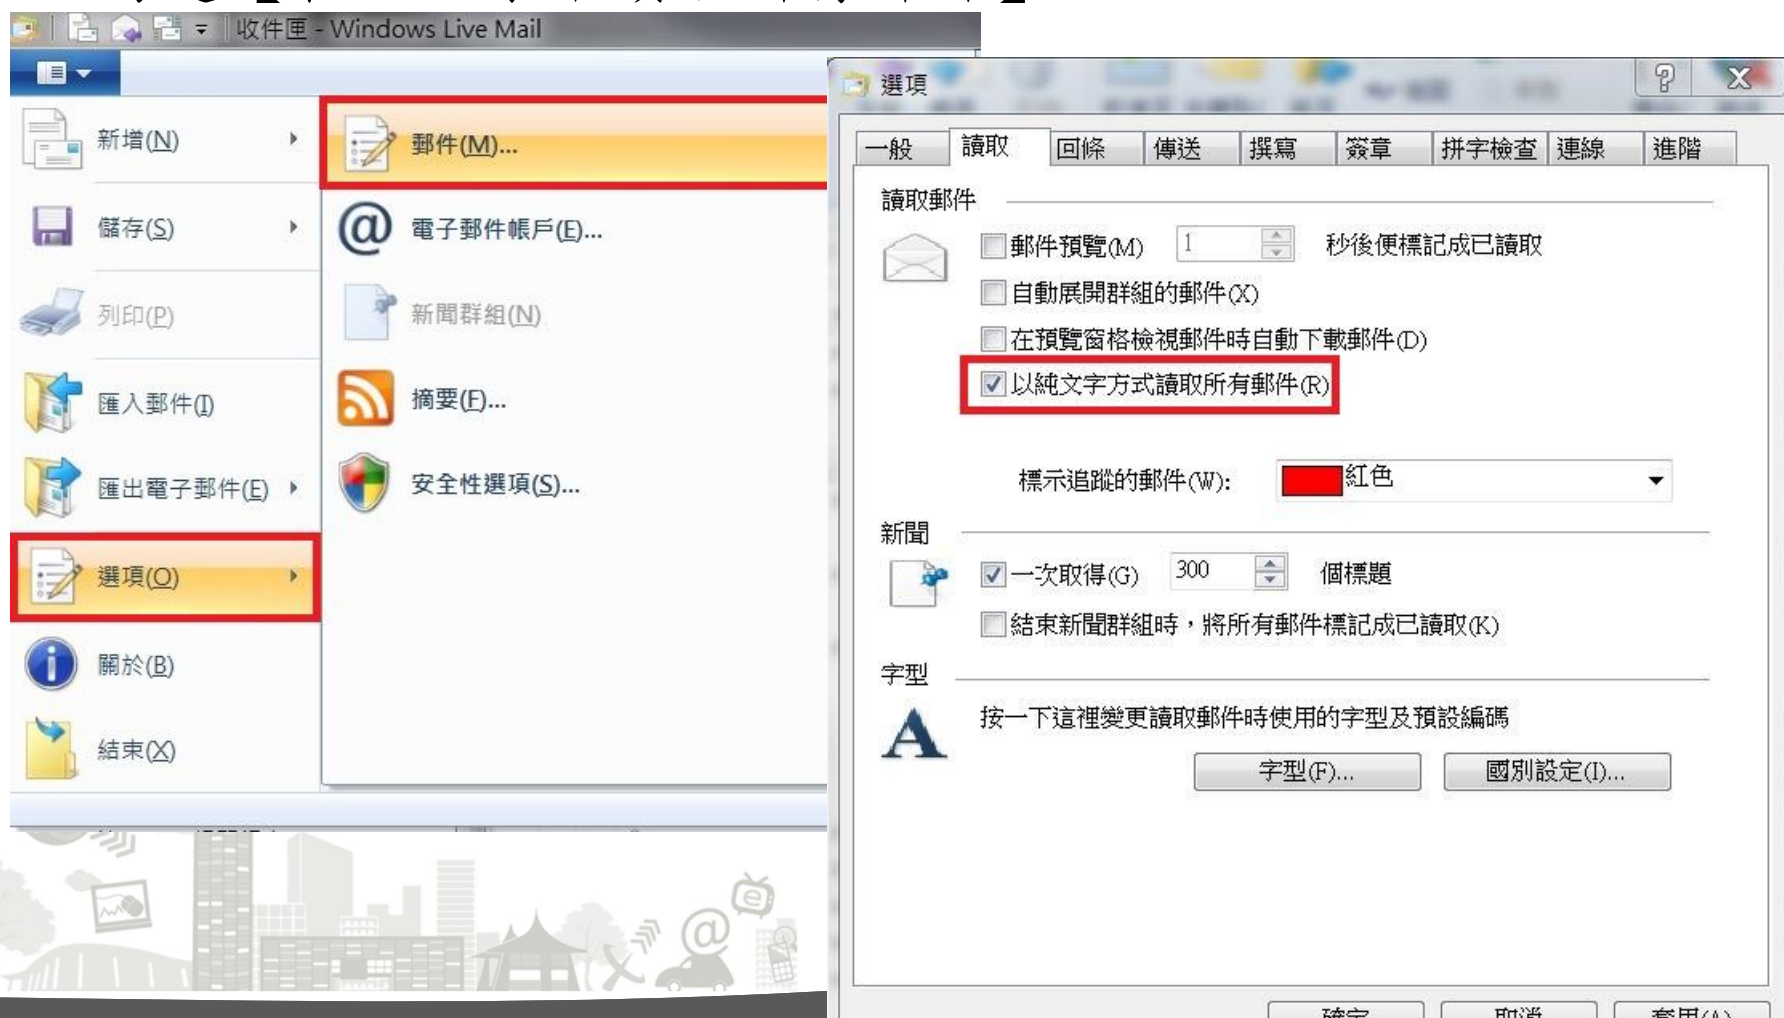 收件匣 - Windows Live Mail
新增(N)
儲存(S)
列印(P)
匯入郵件(I)
匯出電子郵件(E)
選項(O)
關於(B)
結束(X)
郵件(M)...
電子郵件帳戶(E)...
新聞群組(N)
摘要(F)...
安全性選項(S)...
選項
一般 讀取 回條 傳送 撰寫 簽章 拼字檢查 連線 進階
讀取郵件
郵件預覽(M) 1 秒後便標記成已讀取
自動展開群組的郵件(X)
在預覽窗格檢視郵件時自動下載郵件(D)
以純文字方式讀取所有郵件(R)
標示追蹤的郵件(W): 紅色
新聞
一次取得(G) 300 個標題
結束新聞群組時，將所有郵件標記成已讀取(K)
字型
按一下這裡變更讀取郵件時使用的字型及預設編碼
字型(F)... 國別設定(I)...
確定 取消 套用(A)